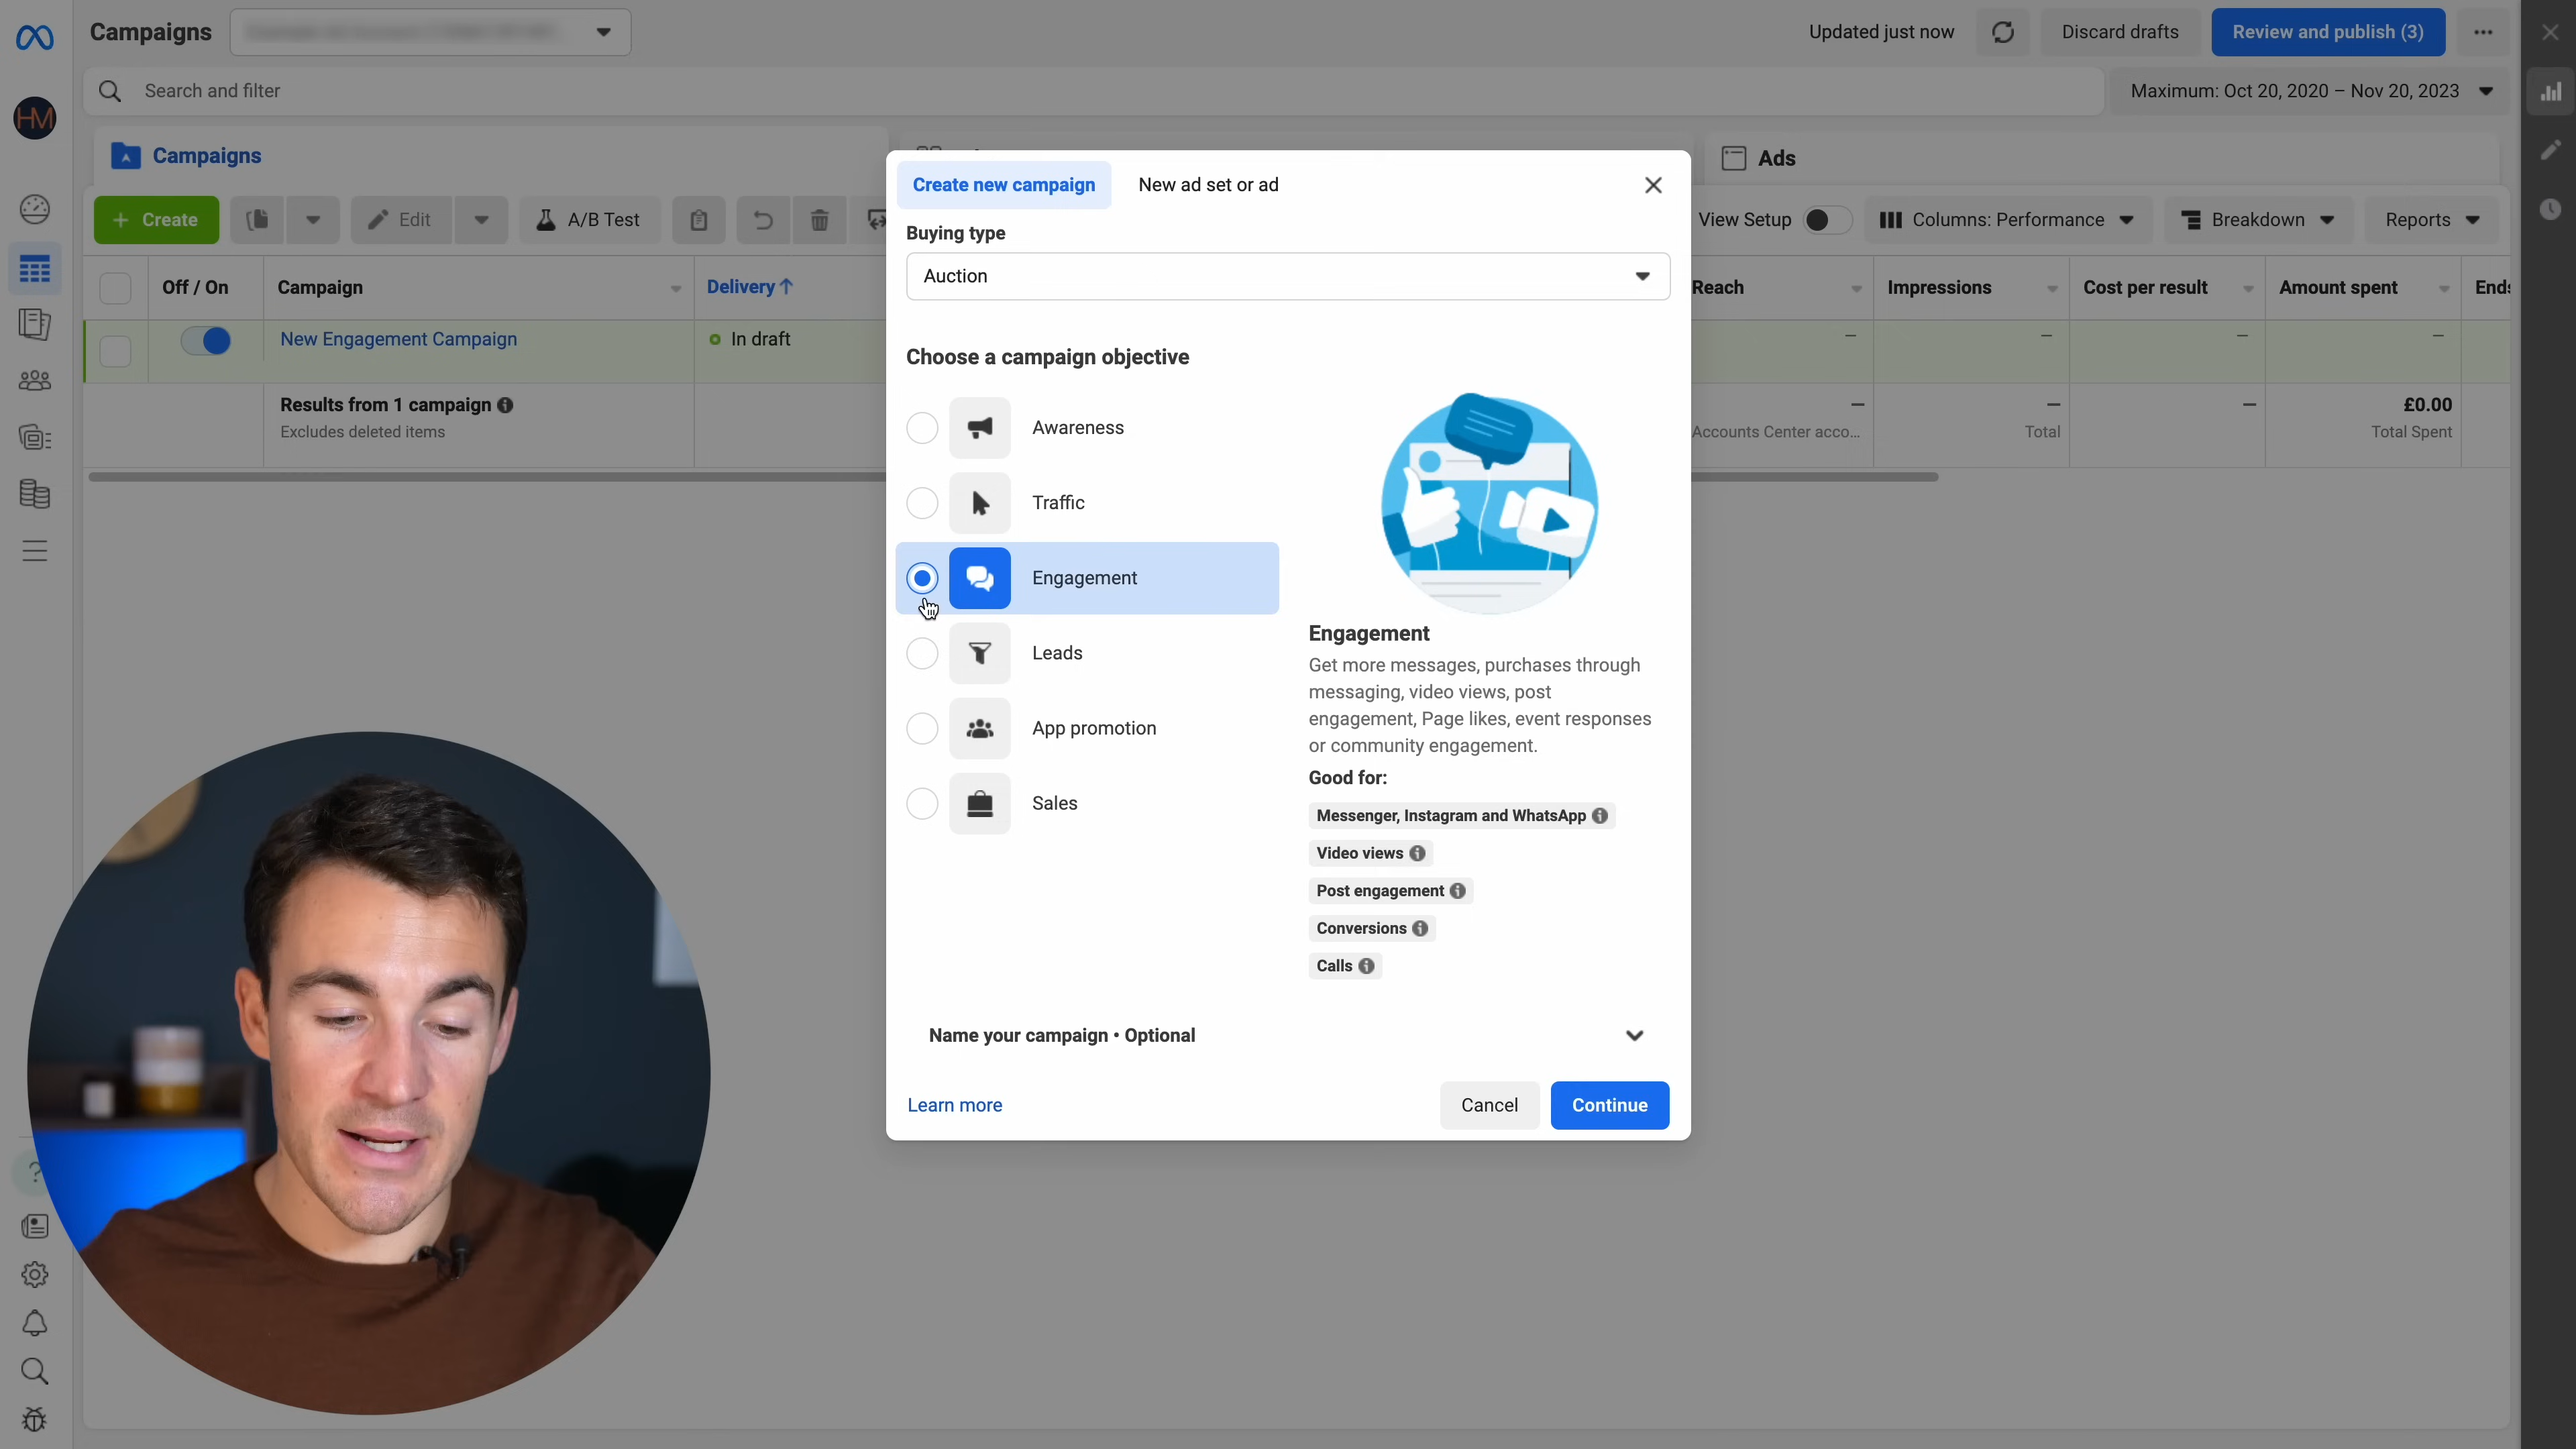 Campaigns
Updated just now
Discard drafts
Review and publish (3)
Search and filter
Maximum: Oct 20, 2020 – Nov 20, 2023
HM
Campaigns
Ads
Create
Edit
A/B Test
View Setup
Columns: Performance
Breakdown
Reports
Off / On
Campaign
Delivery
Reach
Impressions
Cost per result
Amount spent
Ends
New Engagement Campaign
In draft
–
–
–
–
Results from 1 campaign
Excludes deleted items
–
Accounts Center acco...
–
Total
–
£0.00
Total Spent
Create new campaign
New ad set or ad
Buying type
Auction
Choose a campaign objective
Awareness
Traffic
Engagement
Leads
App promotion
Sales
Engagement
Get more messages, purchases through
messaging, video views, post
engagement, Page likes, event responses
or community engagement.
Good for:
Messenger, Instagram and WhatsApp
Video views
Post engagement
Conversions
Calls
Name your campaign • Optional
Learn more
Cancel
Continue